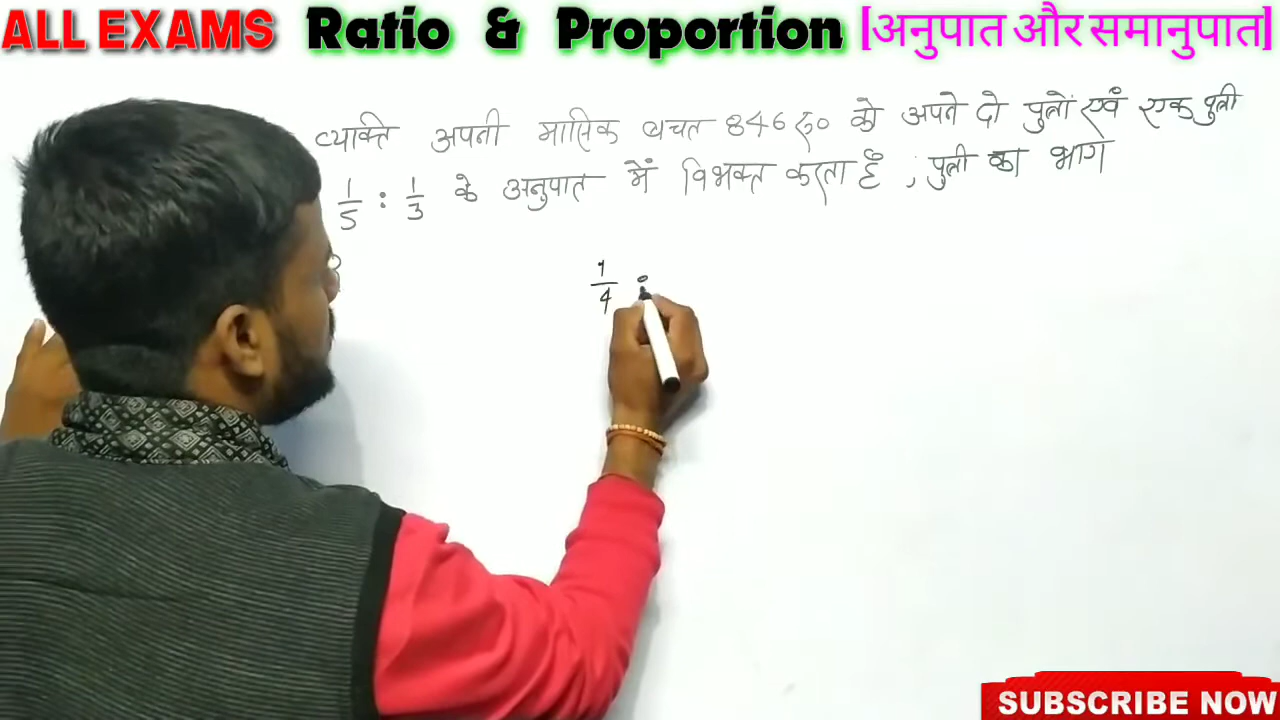 ALL EXAMS Ratio & Proportion [अनुपात और समानुपात]
व्यक्ति अपनी मासिक बचत 846 रु० को अपने दो पुत्रों एवं एक पुत्री
1/5 : 1/3 के अनुपात में विभक्त करता है ; पुत्री का भाग
1/4 :
SUBSCRIBE NOW